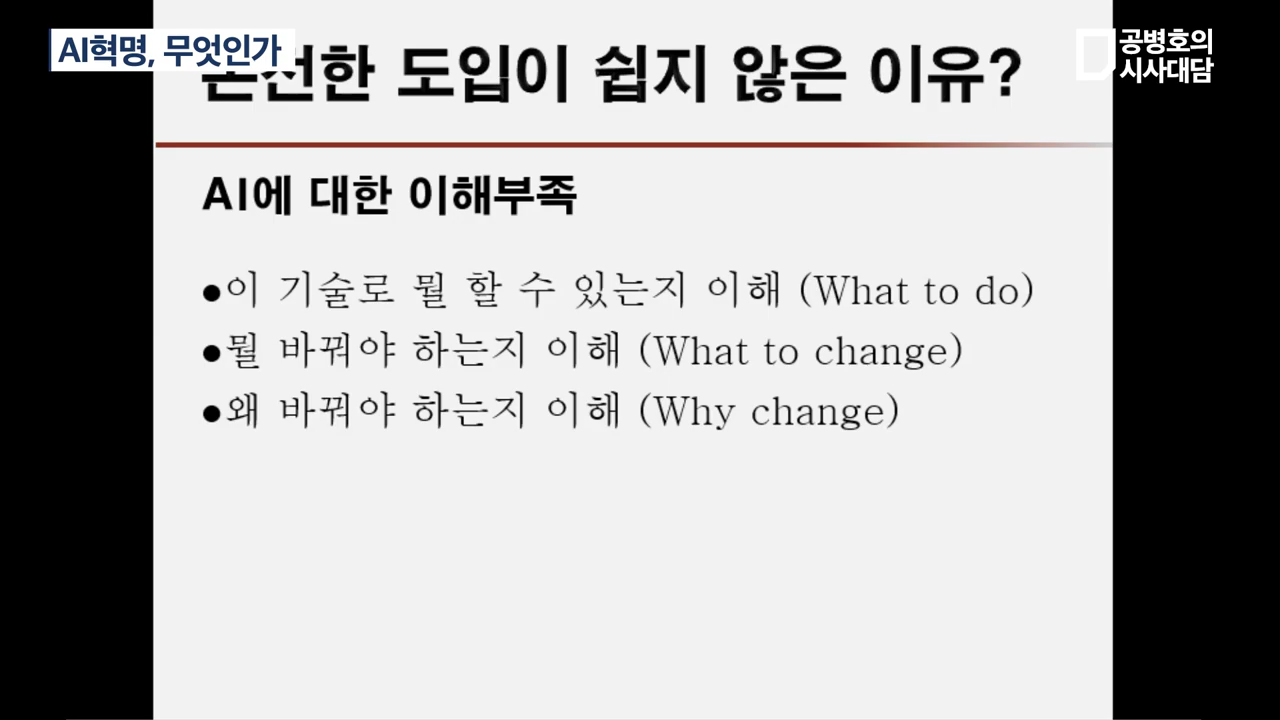 AI혁명, 무엇인가
공병호의
시사대담
도입이 쉽지 않은 이유?
AI에 대한 이해부족
●이 기술로 뭘 할 수 있는지 이해 (What to do)
●뭘 바꿔야 하는지 이해 (What to change)
●왜 바꿔야 하는지 이해 (Why change)